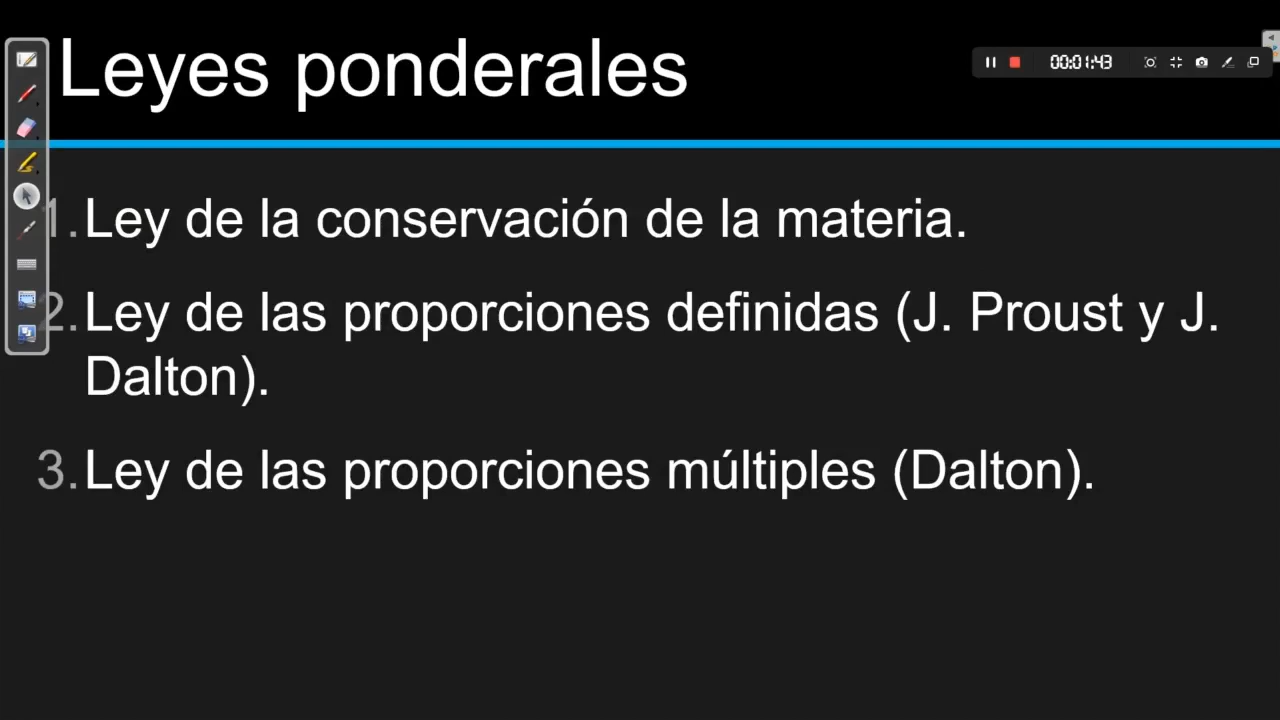 Leyes ponderales
00:01:43
1. Ley de la conservación de la materia.
2. Ley de las proporciones definidas (J. Proust y J.
Dalton).
3. Ley de las proporciones múltiples (Dalton).